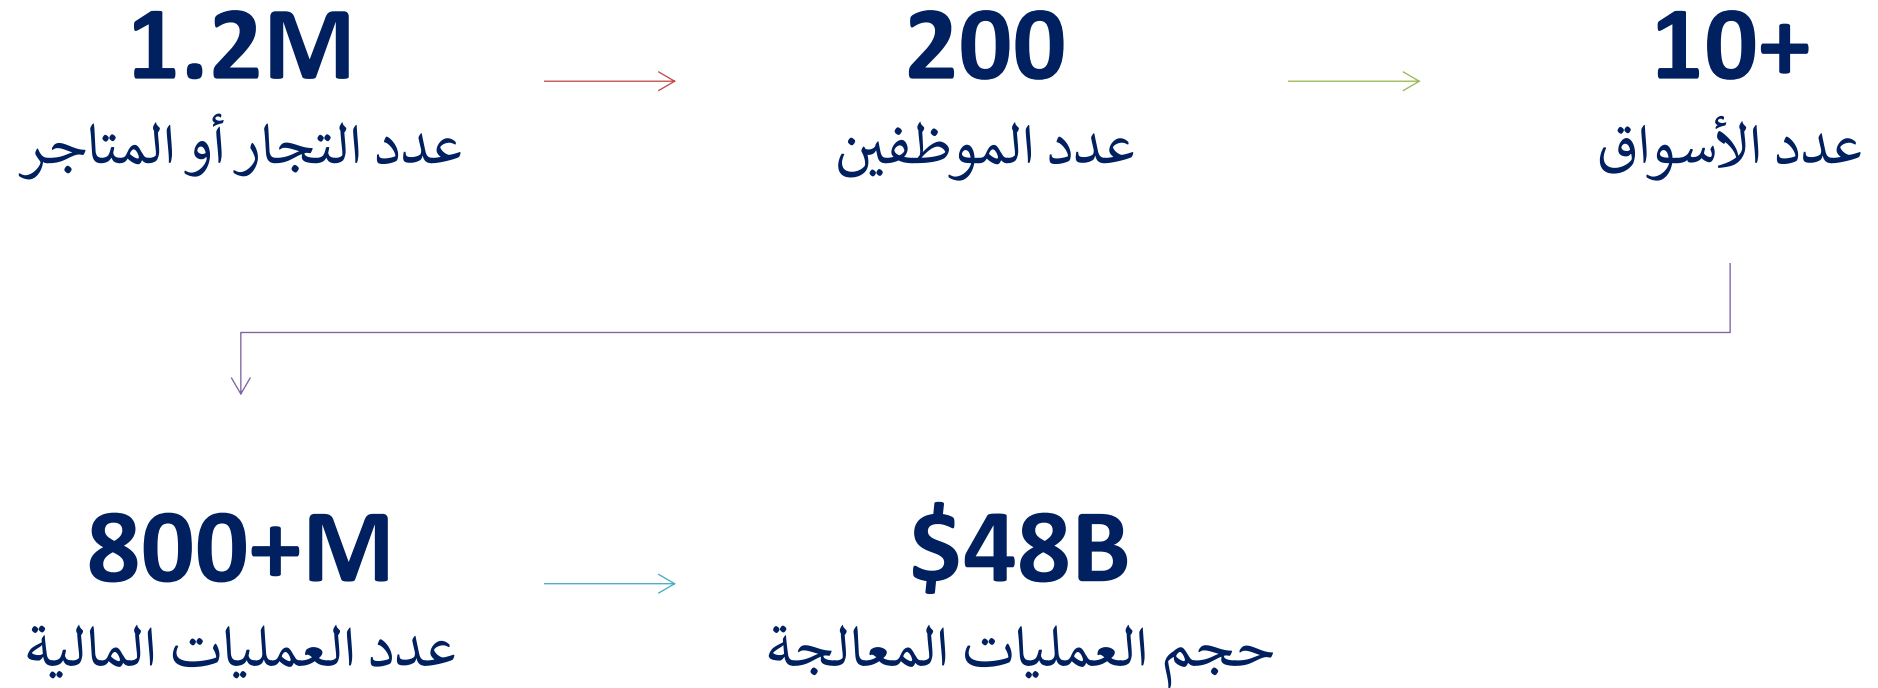 1.2M
عدد التجار أو المتاجر
200
عدد الموظفين
10+
عدد الأسواق
800+M
عدد العمليات المالية
$48B
حجم العمليات المعالجة